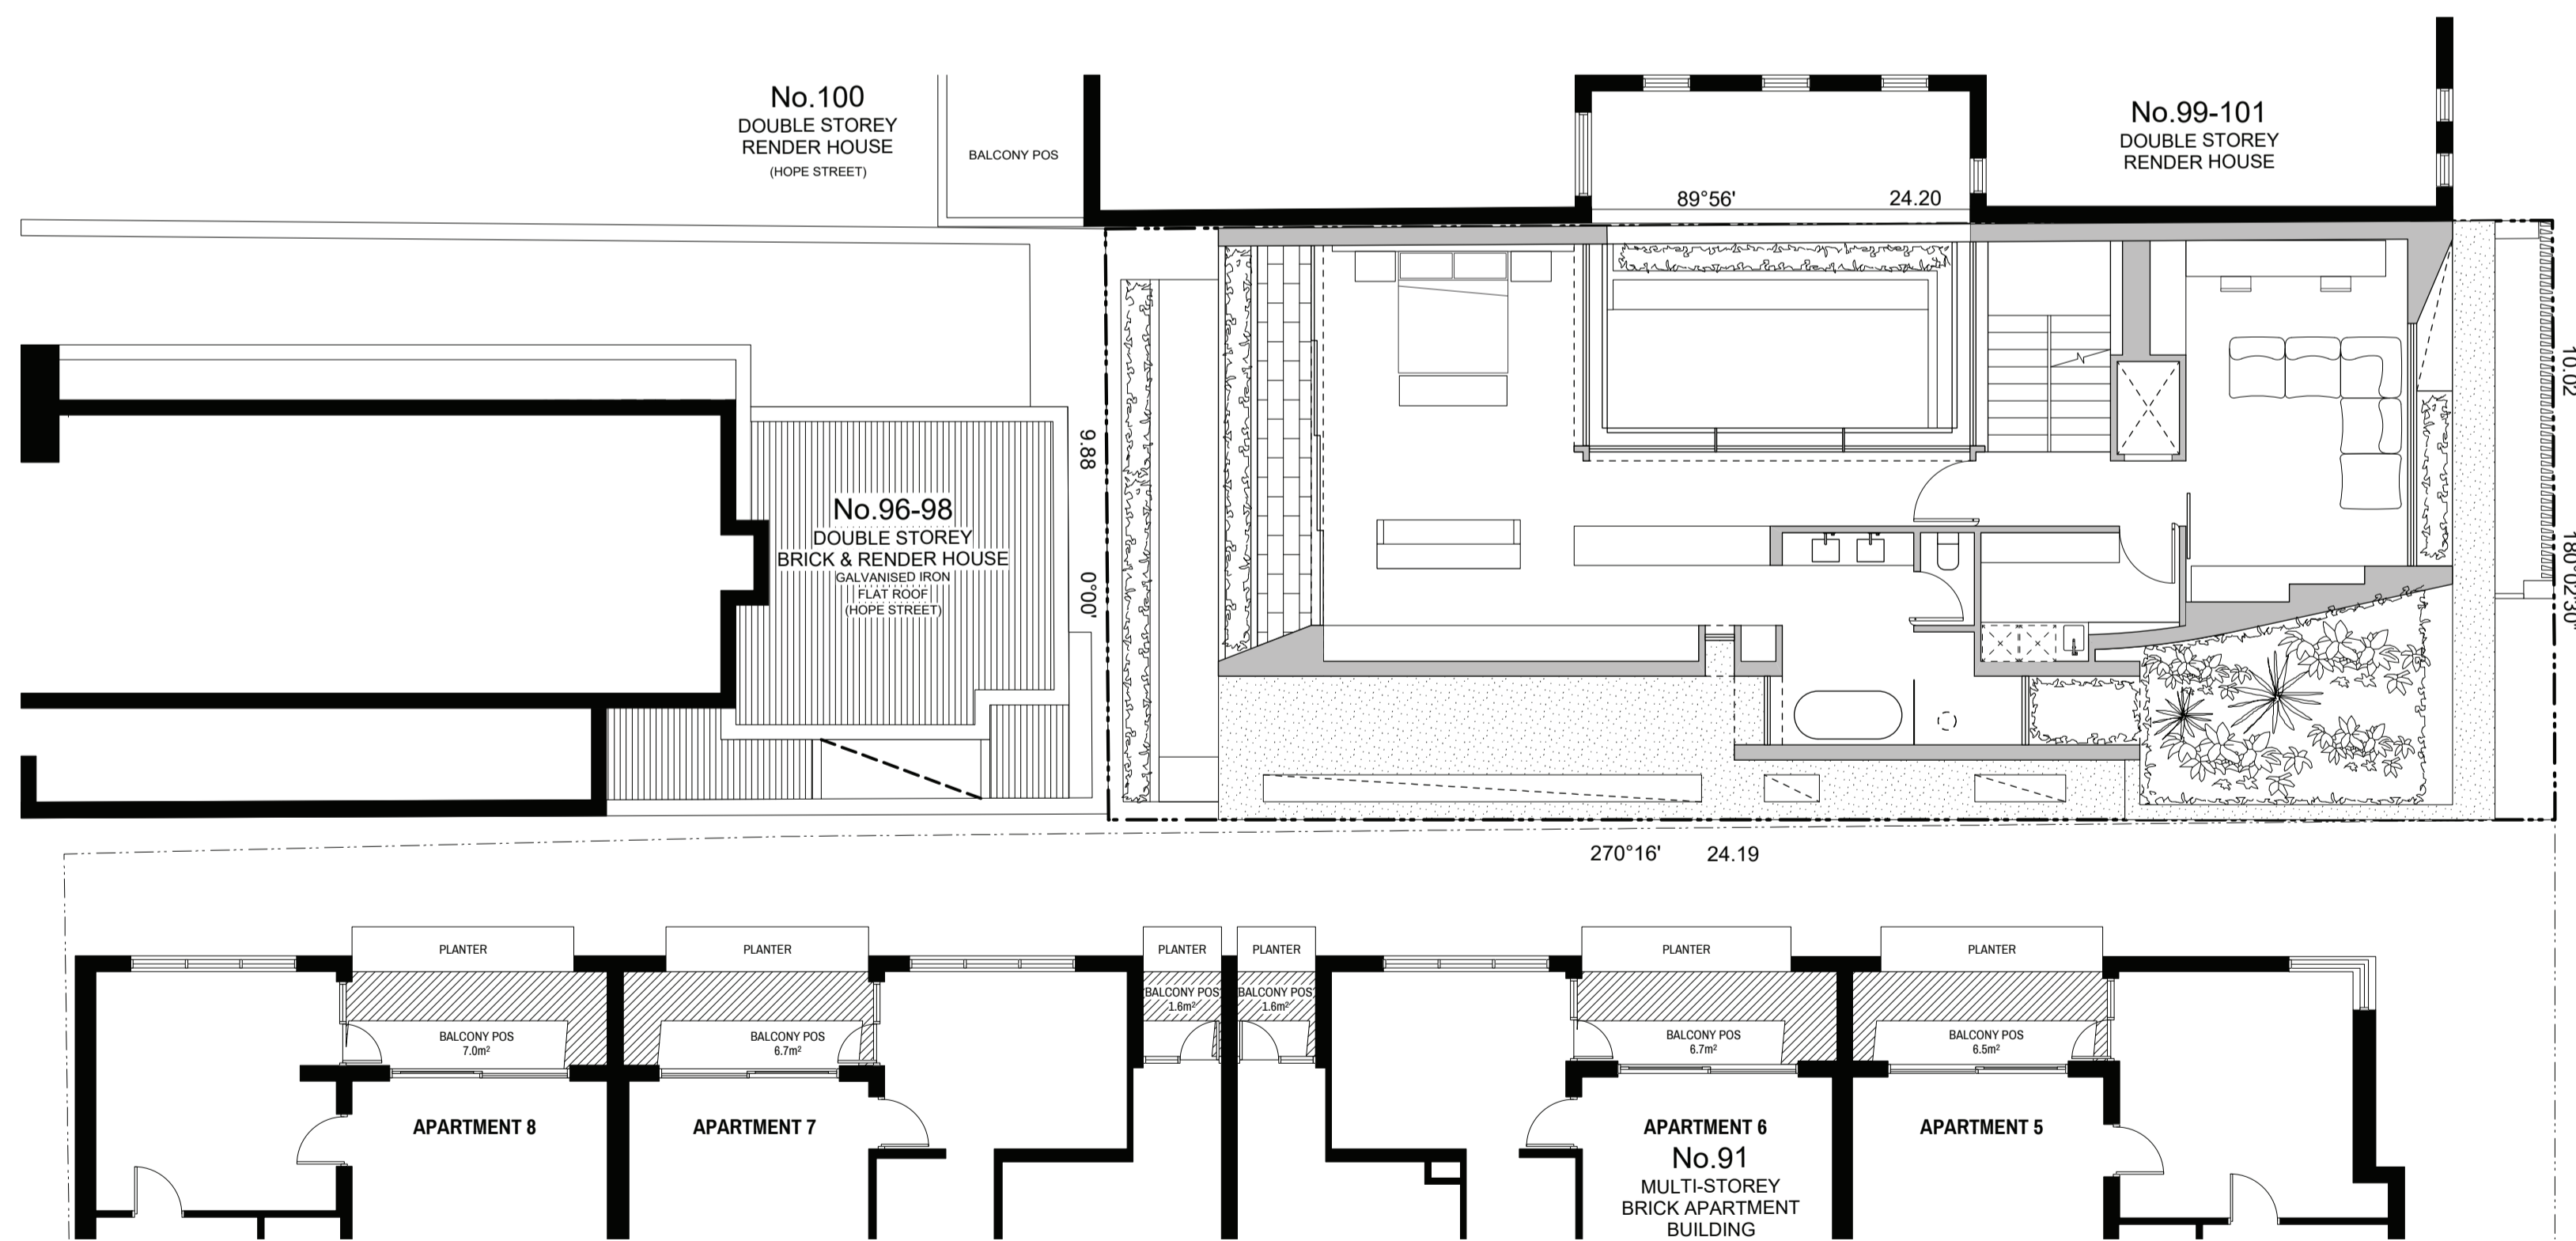 No.100
DOUBLE STOREY
RENDER HOUSE
(HOPE STREET)
BALCONY POS
No.99-101
DOUBLE STOREY
RENDER HOUSE
89°56' 24.20
10.02
180°02'30"
9.88
0°00'
No.96-98
DOUBLE STOREY
BRICK & RENDER HOUSE
GALVANISED IRON
FLAT ROOF
(HOPE STREET)
N
270°16' 24.19
PLANTER
PLANTER
PLANTER
PLANTER
PLANTER
PLANTER
BALCONY POS
7.0m²
BALCONY POS
6.7m²
BALCONY POS
1.6m²
BALCONY POS
1.6m²
BALCONY POS
6.7m²
BALCONY POS
6.5m²
APARTMENT 8
APARTMENT 7
APARTMENT 6
No.91
MULTI-STOREY
BRICK APARTMENT
BUILDING
APARTMENT 5